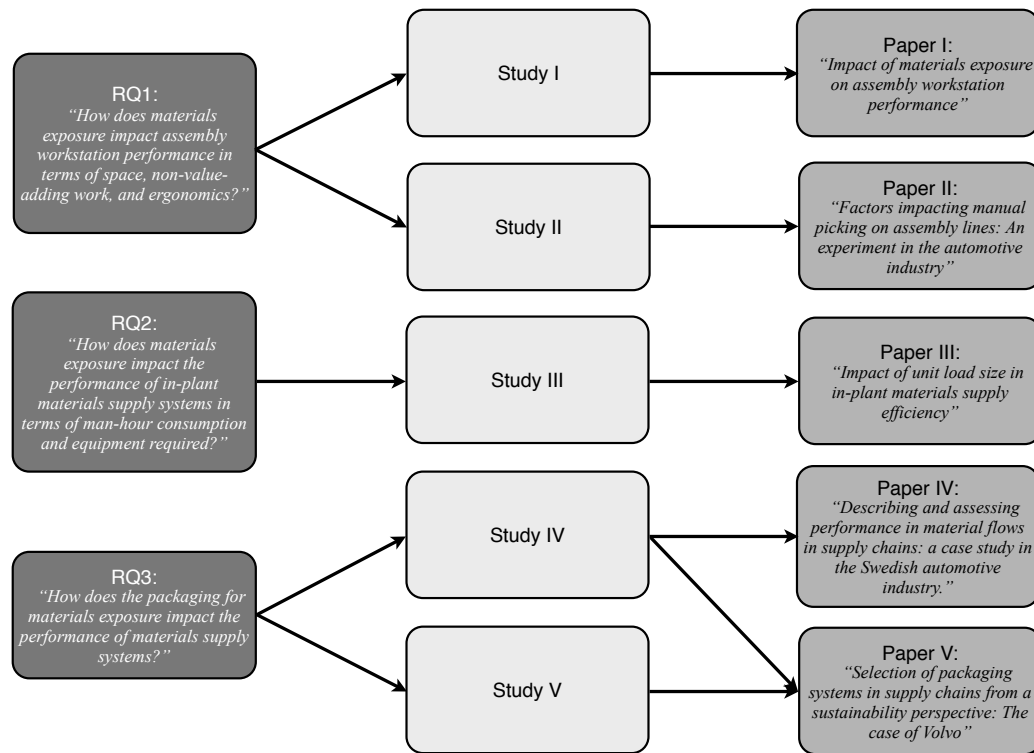 RQ1:
“How does materials
exposure impact assembly
workstation performance in
terms of space, non-value-
adding work, and ergonomics?”
Study I
Paper I:
“Impact of materials exposure
on assembly workstation
performance”
Study II
Paper II:
“Factors impacting manual
picking on assembly lines: An
experiment in the automotive
industry”
RQ2:
“How does materials
exposure impact the
performance of in-plant
materials supply systems in
terms of man-hour consumption
and equipment required?”
Study III
Paper III:
“Impact of unit load size in
in-plant materials supply
efficiency”
RQ3:
“How does the packaging for
materials exposure impact the
performance of materials supply
systems?”
Study IV
Paper IV:
“Describing and assessing
performance in material flows
in supply chains: a case study in
the Swedish automotive
industry.”
Study V
Paper V:
“Selection of packaging
systems in supply chains from a
sustainability perspective: The
case of Volvo”